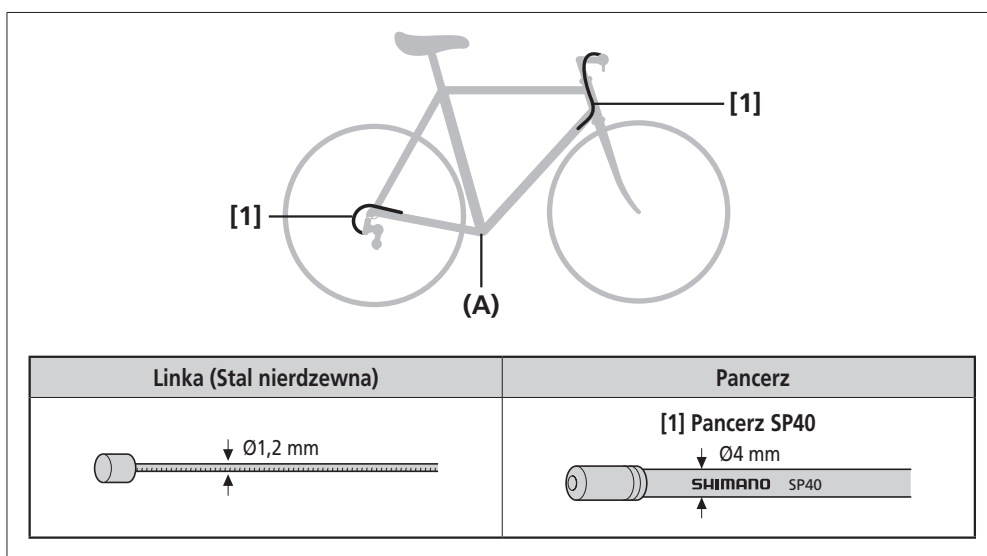 [1]
[1]
(A)
Linka (Stal nierdzewna)
Pancerz
Ø1,2 mm
[1] Pancerz SP40
Ø4 mm
SHIMANO SP40